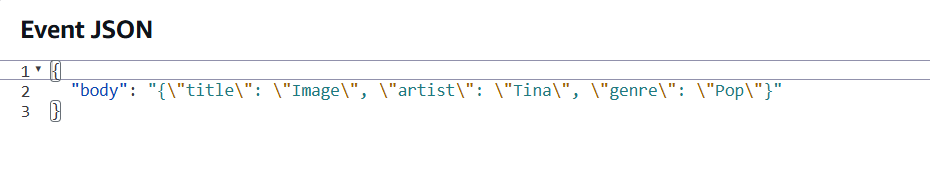 Event JSON
1 {
2 "body": "{\"title\": \"Image\", \"artist\": \"Tina\", \"genre\": \"Pop\"}"
3 }